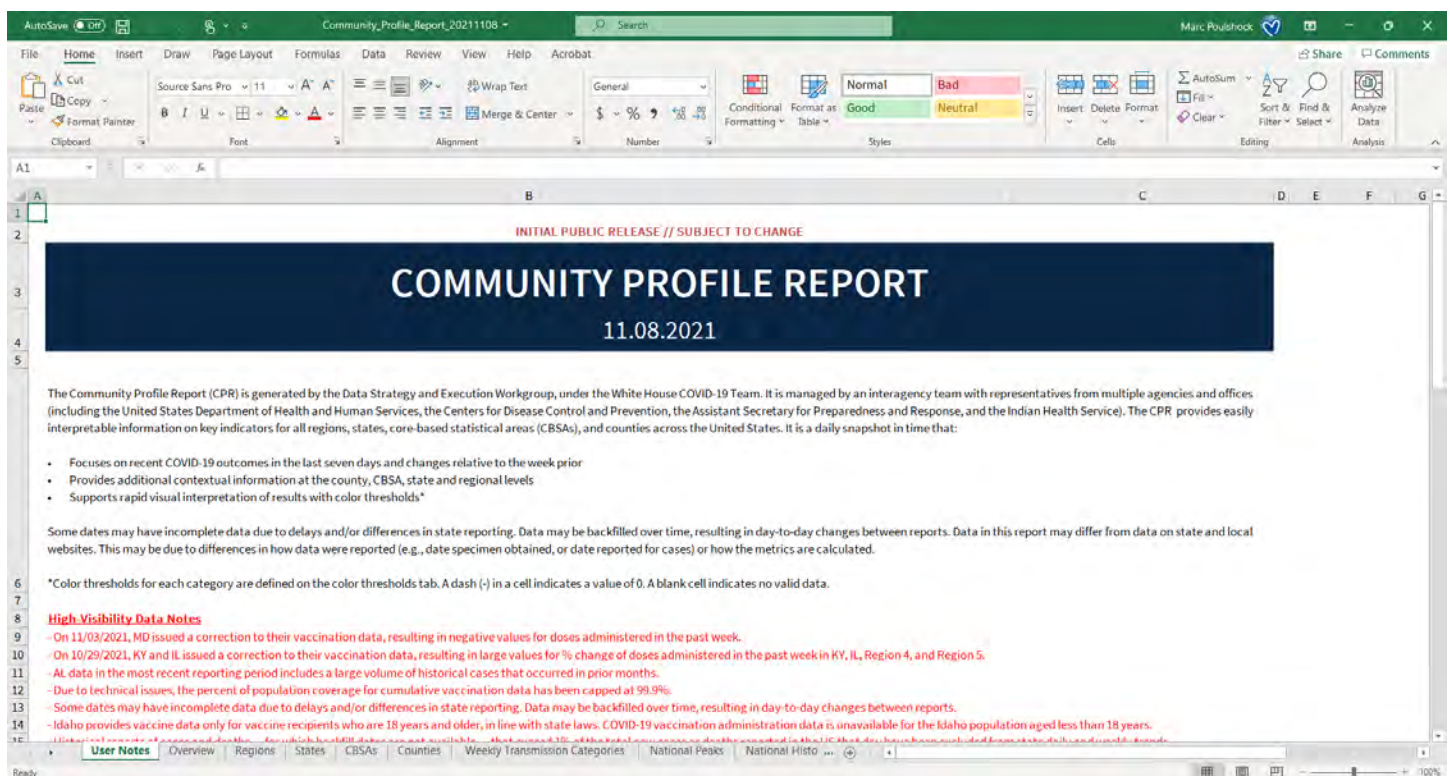 AutoSave Off Community_Profile_Report_20211108 Search Marc Poulshock
File Home Insert Draw Page Layout Formulas Data Review View Help Acrobat Share Comments
Paste Cut Copy Format Painter
Source Sans Pro 11 A A
B I U A
Wrap Text
Merge & Center
General
$ % 9
Conditional Formatting Format as Table
Normal Bad
Good Neutral
Insert Delete Format
AutoSum
Fill
Clear
Sort & Filter Find & Select
Analyze Data
Clipboard Font Alignment Number Styles Cells Editing Analysis
A1 fx
A B C D E F G
1
2 INITIAL PUBLIC RELEASE // SUBJECT TO CHANGE
3 COMMUNITY PROFILE REPORT
4 11.08.2021
5
The Community Profile Report (CPR) is generated by the Data Strategy and Execution Workgroup, under the White House COVID-19 Team. It is managed by an interagency team with representatives from multiple agencies and offices
(including the United States Department of Health and Human Services, the Centers for Disease Control and Prevention, the Assistant Secretary for Preparedness and Response, and the Indian Health Service). The CPR provides easily
interpretable information on key indicators for all regions, states, core-based statistical areas (CBSAs), and counties across the United States. It is a daily snapshot in time that:
• Focuses on recent COVID-19 outcomes in the last seven days and changes relative to the week prior
• Provides additional contextual information at the county, CBSA, state and regional levels
• Supports rapid visual interpretation of results with color thresholds*
Some dates may have incomplete data due to delays and/or differences in state reporting. Data may be backfilled over time, resulting in day-to-day changes between reports. Data in this report may differ from data on state and local
websites. This may be due to differences in how data were reported (e.g., date specimen obtained, or date reported for cases) or how the metrics are calculated.
6 *Color thresholds for each category are defined on the color thresholds tab. A dash (-) in a cell indicates a value of 0. A blank cell indicates no valid data.
7
8 High-Visibility Data Notes
9 - On 11/03/2021, MD issued a correction to their vaccination data, resulting in negative values for doses administered in the past week.
10 - On 10/29/2021, KY and IL issued a correction to their vaccination data, resulting in large values for % change of doses administered in the past week in KY, IL, Region 4, and Region 5.
11 - AL data in the most recent reporting period includes a large volume of historical cases that occurred in prior months.
12 - Due to technical issues, the percent of population coverage for cumulative vaccination data has been capped at 99.9%.
13 - Some dates may have incomplete data due to delays and/or differences in state reporting. Data may be backfilled over time, resulting in day-to-day changes between reports.
14 - Idaho provides vaccine data only for vaccine recipients who are 18 years and older, in line with state laws. COVID-19 vaccination administration data is unavailable for the Idaho population aged less than 18 years.
User Notes Overview Regions States CBSAs Counties Weekly Transmission Categories National Peaks National Histo ...
Ready 100%